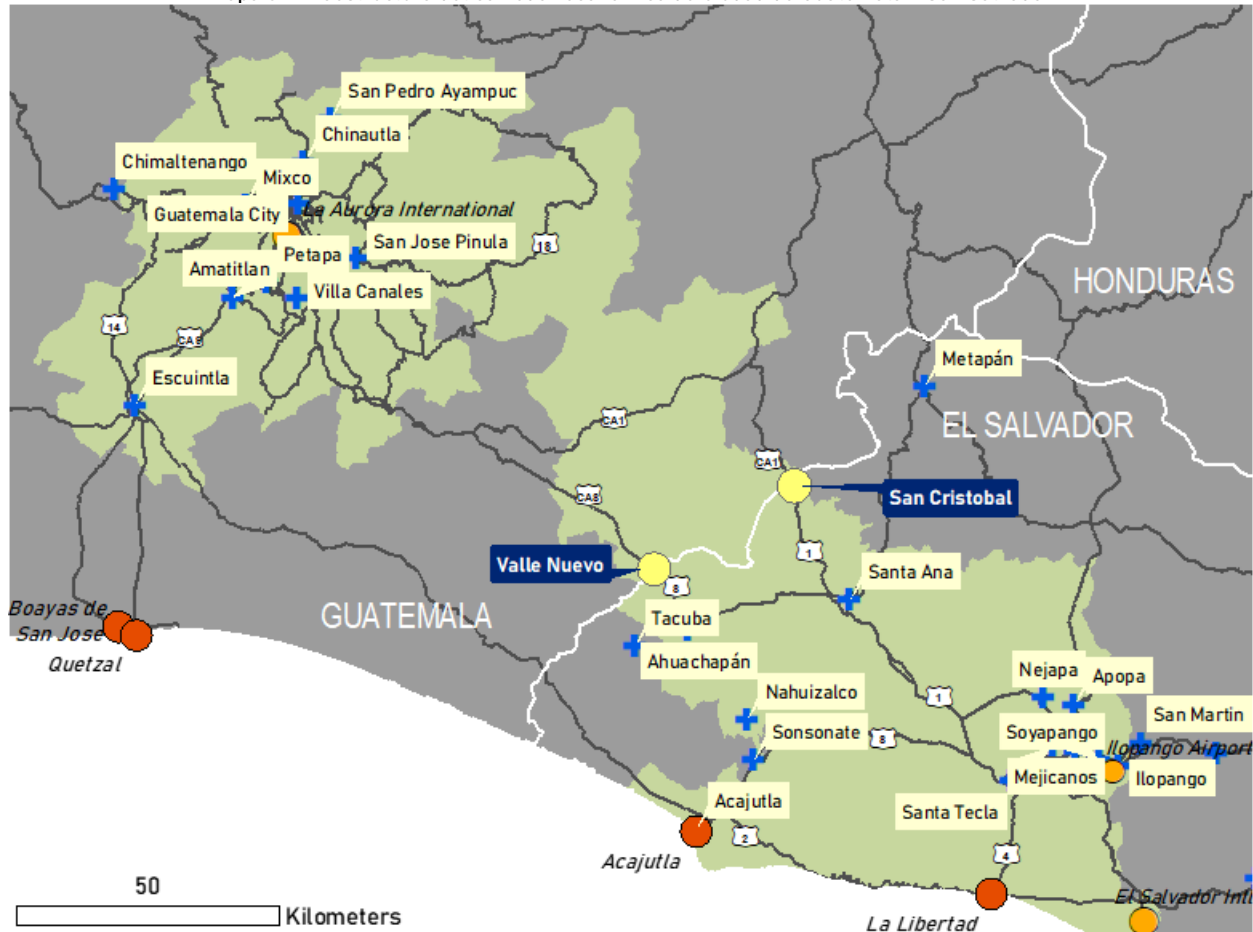 San Pedro Ayampuc
Chinautla
Chimaltenango
Mixco
Guatemala City
La Aurora International
San Jose Pinula
Petapa
Amatitlan
Villa Canales
18
14
CA9
Escuintla
HONDURAS
Metapán
EL SALVADOR
CA1
CA1
CA8
San Cristobal
Valle Nuevo
1
8
Santa Ana
GUATEMALA
Boayas de
San José
Quetzal
Tacuba
Ahuachapán
Nahuizalco
Sonsonate
1
8
Nejapa
Apopa
San Martin
Soyapango
Ilopango Airport
Mejicanos
Ilopango
Santa Tecla
Acajutla
Acajutla
2
4
La Libertad
El Salvador Intl
50
Kilometers